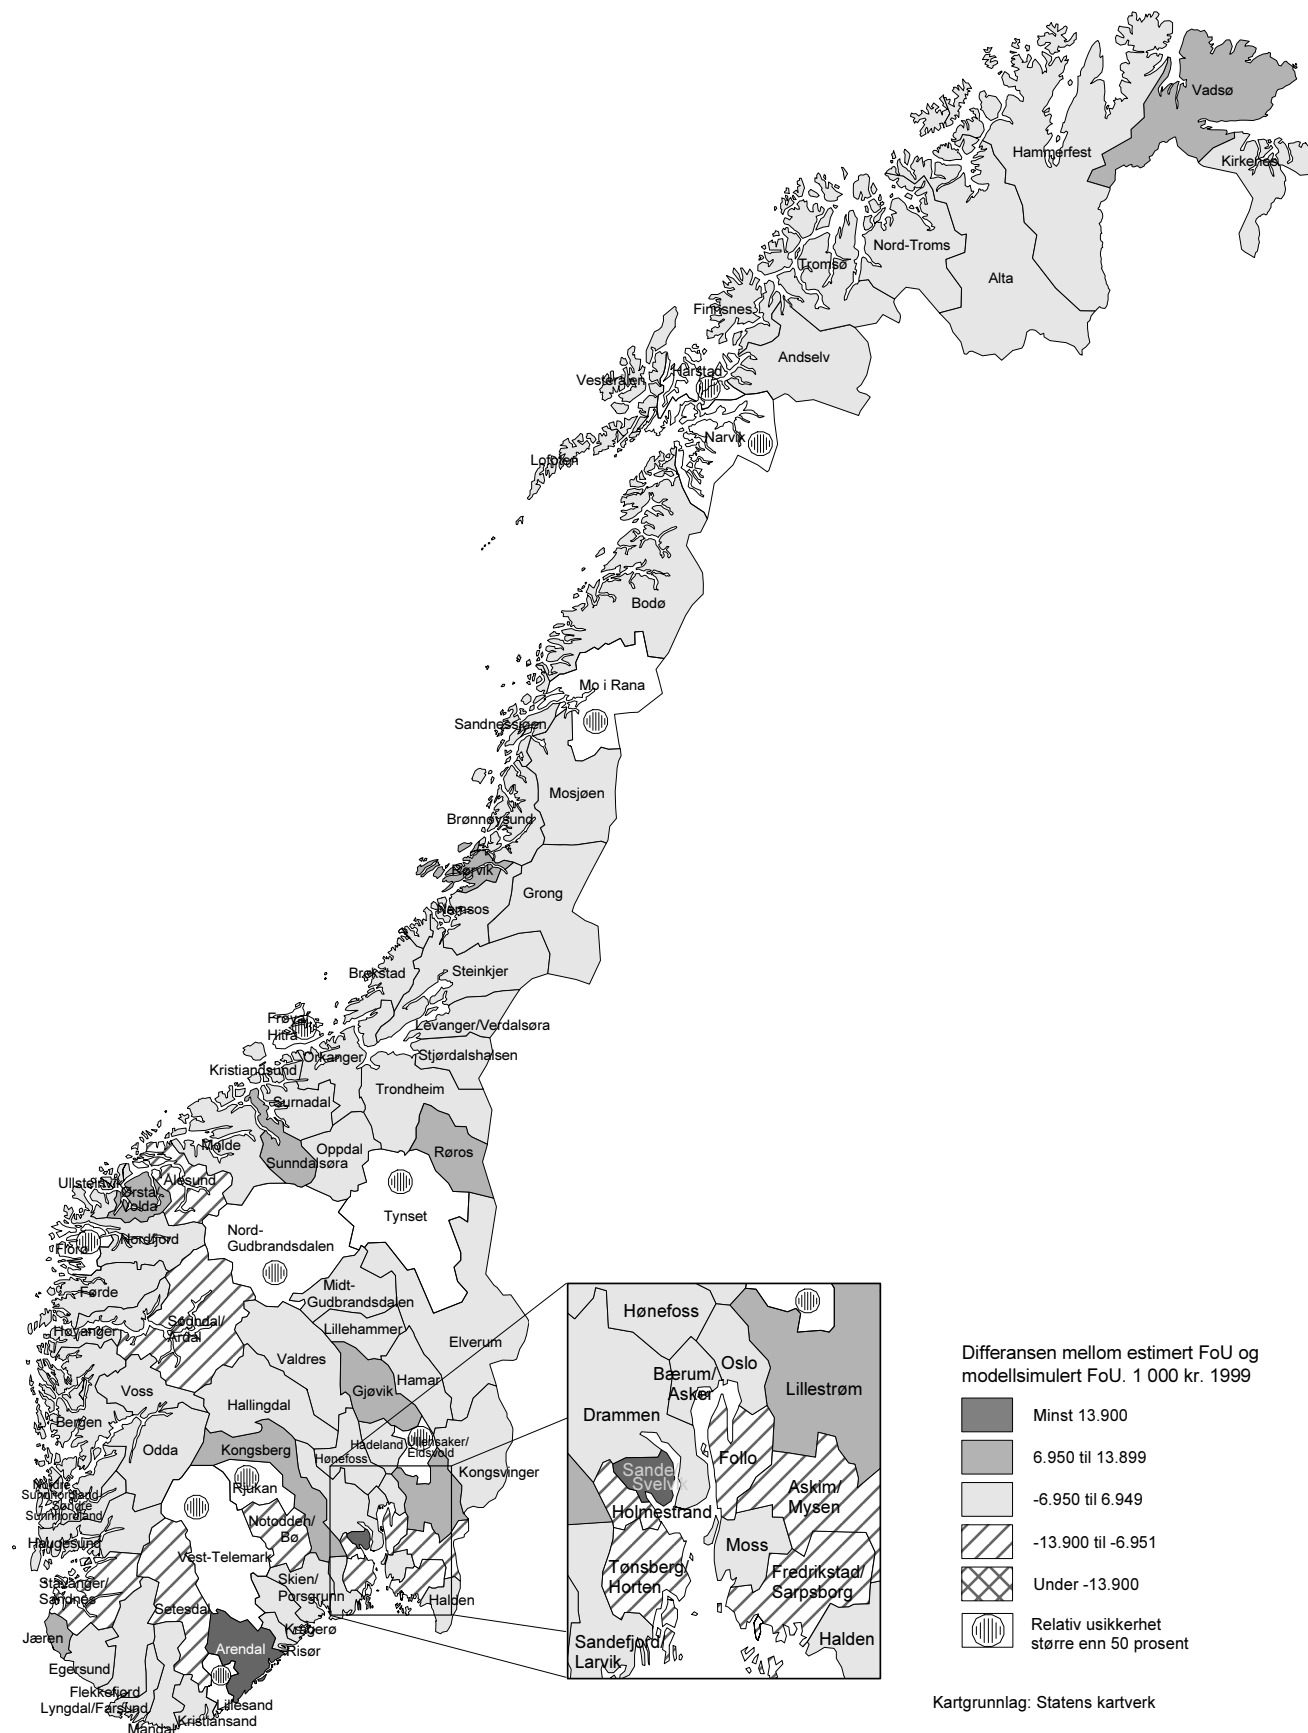 Vadsø
Hammerfest
Kirkenes
Nord-Troms
Tromsø
Alta
Finnsnes
Andselv
Harstad
Vesterålen
Narvik
Lofoten
Bodø
Mo i Rana
Sandnessjøen
Mosjøen
Brønnøysund
Rørvik
Grong
Namsos
Steinkjer
Brekstad
Frøya/
Hitra
Levanger/Verdalsøra
Orkanger
Stjørdalshalsen
Kristiansund
Trondheim
Surnadal
Molde
Oppdal
Sunndalsøra
Røros
Ullsteinvik
Ålesund
Ørsta/
Volda
Tynset
Nord-
Gudbrandsdalen
Nordfjord
Florø
Førde
Midt-
Gudbrandsdalen
Høyanger
Sogndal/
Årdal
Lillehammer
Elverum
Valdres
Voss
Gjøvik
Hamar
Hallingdal
Bergen
Odda
Kongsberg
Hadeland
Ullensaker/
Eidsvold
Hønefoss
Kongsvinger
Rjukan
Nordre
Sunnhordland
Søndre
Sunnhordland
Notodden/
Bø
Haugesund
Vest-Telemark
Stavanger/
Sandnes
Skien/
Porsgrunn
Halden
Setesdal
Kragerø
Jæren
Arendal
Risør
Egersund
Flekkefjord
Lyngdal/Farsund
Lillesand
Kristiansand
Mandal
Hønefoss
Oslo
Bærum/
Asker
Lillestrøm
Drammen
Follo
Sande/
Svelvik
Askim/
Mysen
Holmestrand
Moss
Tønsberg/
Horten
Fredrikstad/
Sarpsborg
Sandefjord/
Larvik
Halden
Differansen mellom estimert FoU og
modellsimulert FoU. 1 000 kr. 1999
Minst 13.900
6.950 til 13.899
-6.950 til 6.949
-13.900 til -6.951
Under -13.900
Relativ usikkerhet
større enn 50 prosent
Kartgrunnlag: Statens kartverk